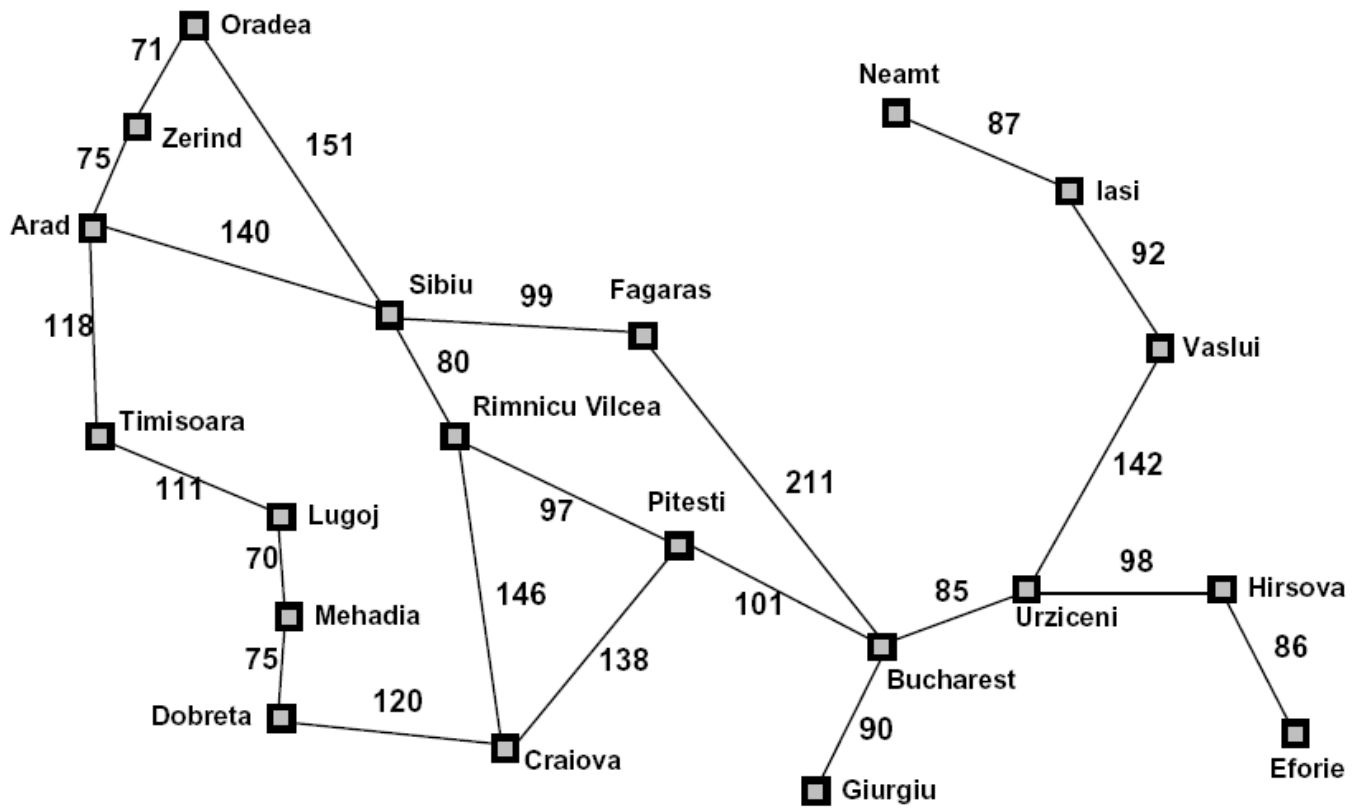 Oradea
71
Neamt
87
Zerind
151
75
Iasi
Arad
140
92
Sibiu
99
Fagaras
118
80
Vaslui
Rimnicu Vilcea
Timisoara
142
211
111
97
Pitesti
Lugoj
70
98
146
101
85
Hirsova
Mehadia
Urziceni
75
138
86
Bucharest
120
Dobreta
90
Craiova
Eforie
Giurgiu